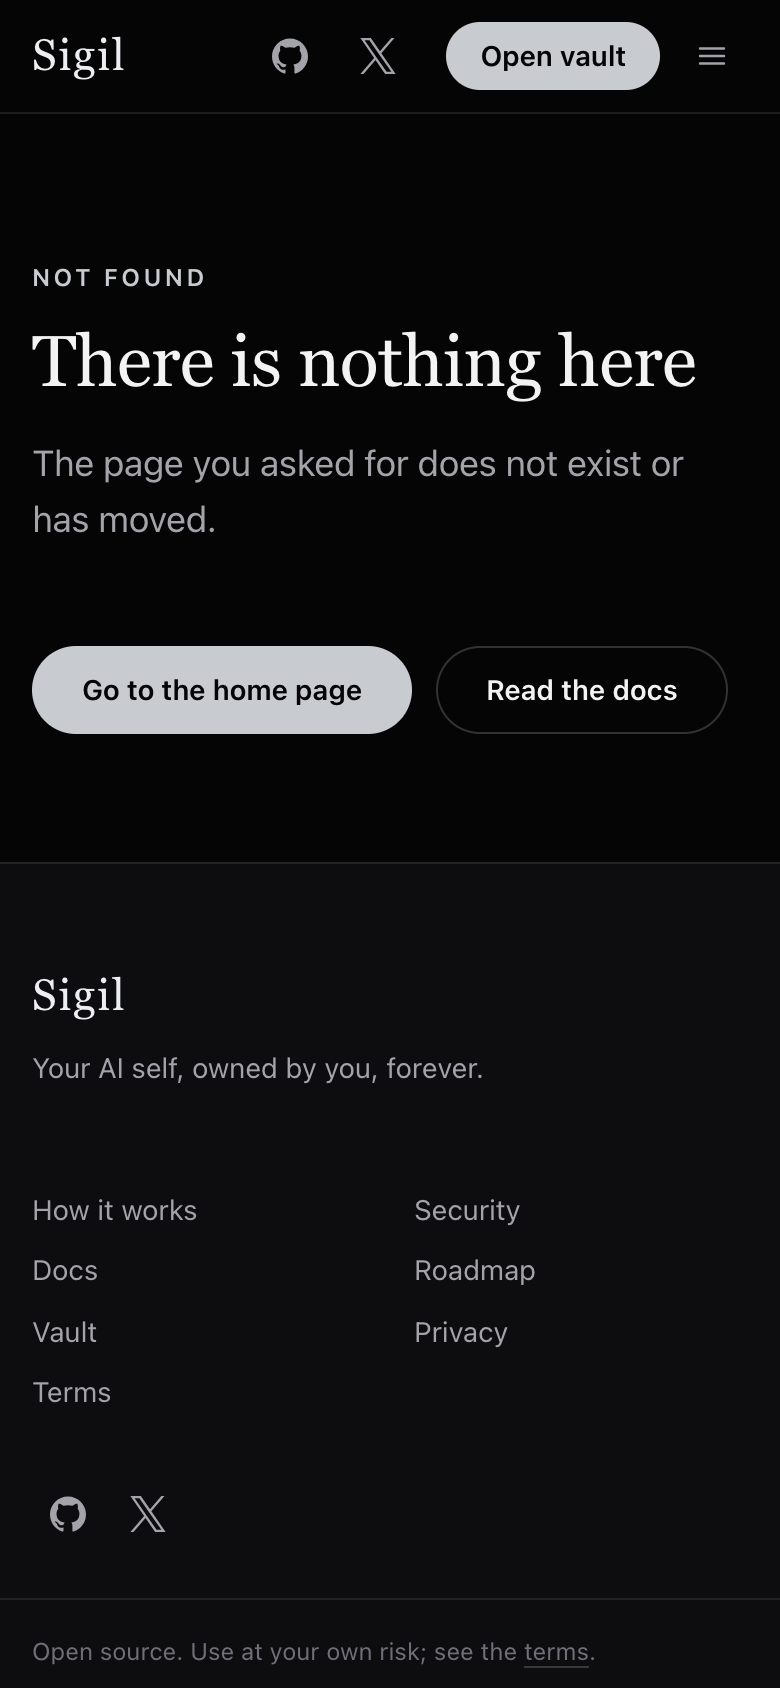 Sigil
Open vault
NOT FOUND
There is nothing here
The page you asked for does not exist or
has moved.
Go to the home page
Read the docs
Sigil
Your AI self, owned by you, forever.
How it works
Security
Docs
Roadmap
Vault
Privacy
Terms
Open source. Use at your own risk; see the terms.